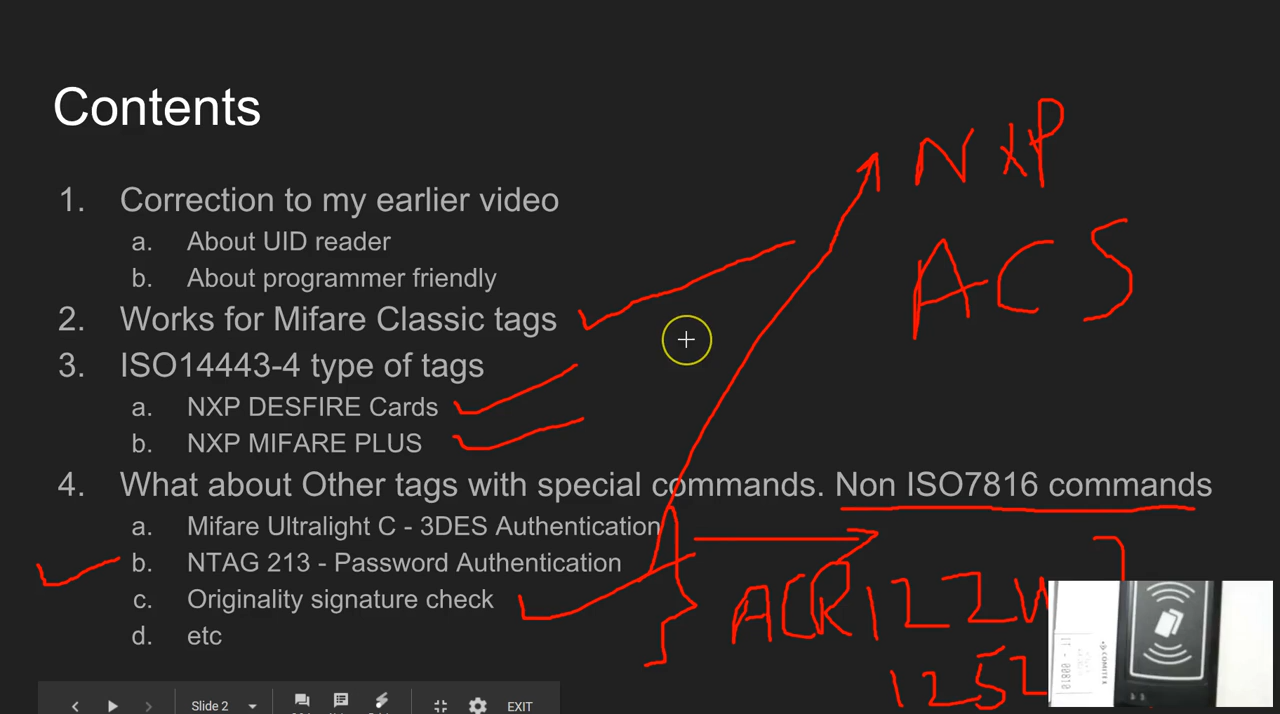 Contents
1. Correction to my earlier video
a. About UID reader
b. About programmer friendly
2. Works for Mifare Classic tags
3. ISO14443-4 type of tags
a. NXP DESFIRE Cards
b. NXP MIFARE PLUS
4. What about Other tags with special commands. Non ISO7816 commands
a. Mifare Ultralight C - 3DES Authentication
b. NTAG 213 - Password Authentication
c. Originality signature check
d. etc
NXP
ACS
ACR122U
1252
Slide 2
EXIT